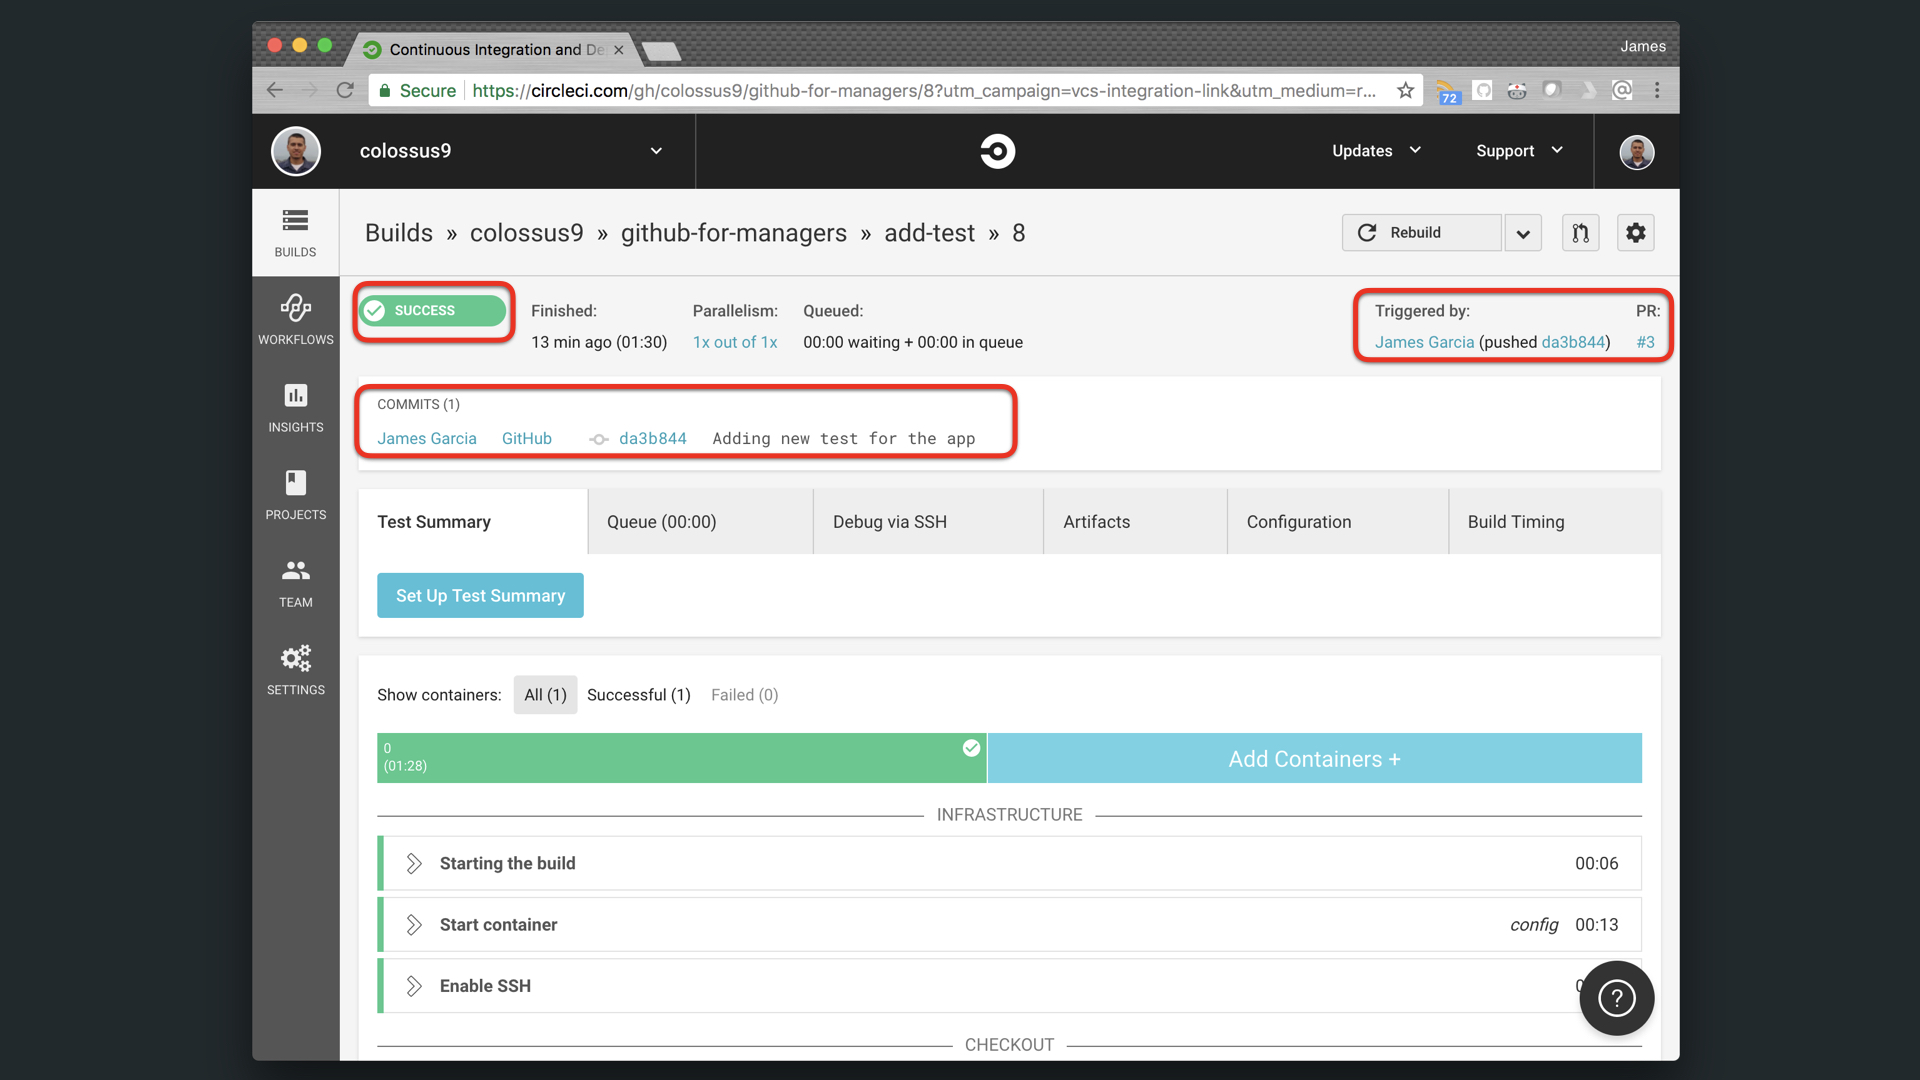 Continuous Integration and De
James
Secure
https://circleci.com/gh/colossus9/github-for-managers/8?utm_campaign=vcs-integration-link&utm_medium=r...
72
colossus9
Updates
Support
BUILDS
WORKFLOWS
INSIGHTS
PROJECTS
TEAM
SETTINGS
Builds » colossus9 » github-for-managers » add-test » 8
Rebuild
SUCCESS
Finished:
13 min ago (01:30)
Parallelism:
1x out of 1x
Queued:
00:00 waiting + 00:00 in queue
Triggered by:
James Garcia (pushed da3b844)
PR:
#3
COMMITS (1)
James Garcia GitHub da3b844 Adding new test for the app
Test Summary
Queue (00:00)
Debug via SSH
Artifacts
Configuration
Build Timing
Set Up Test Summary
Show containers: All (1) Successful (1) Failed (0)
0
(01:28)
Add Containers +
INFRASTRUCTURE
Starting the build 00:06
Start container config 00:13
Enable SSH
?
CHECKOUT